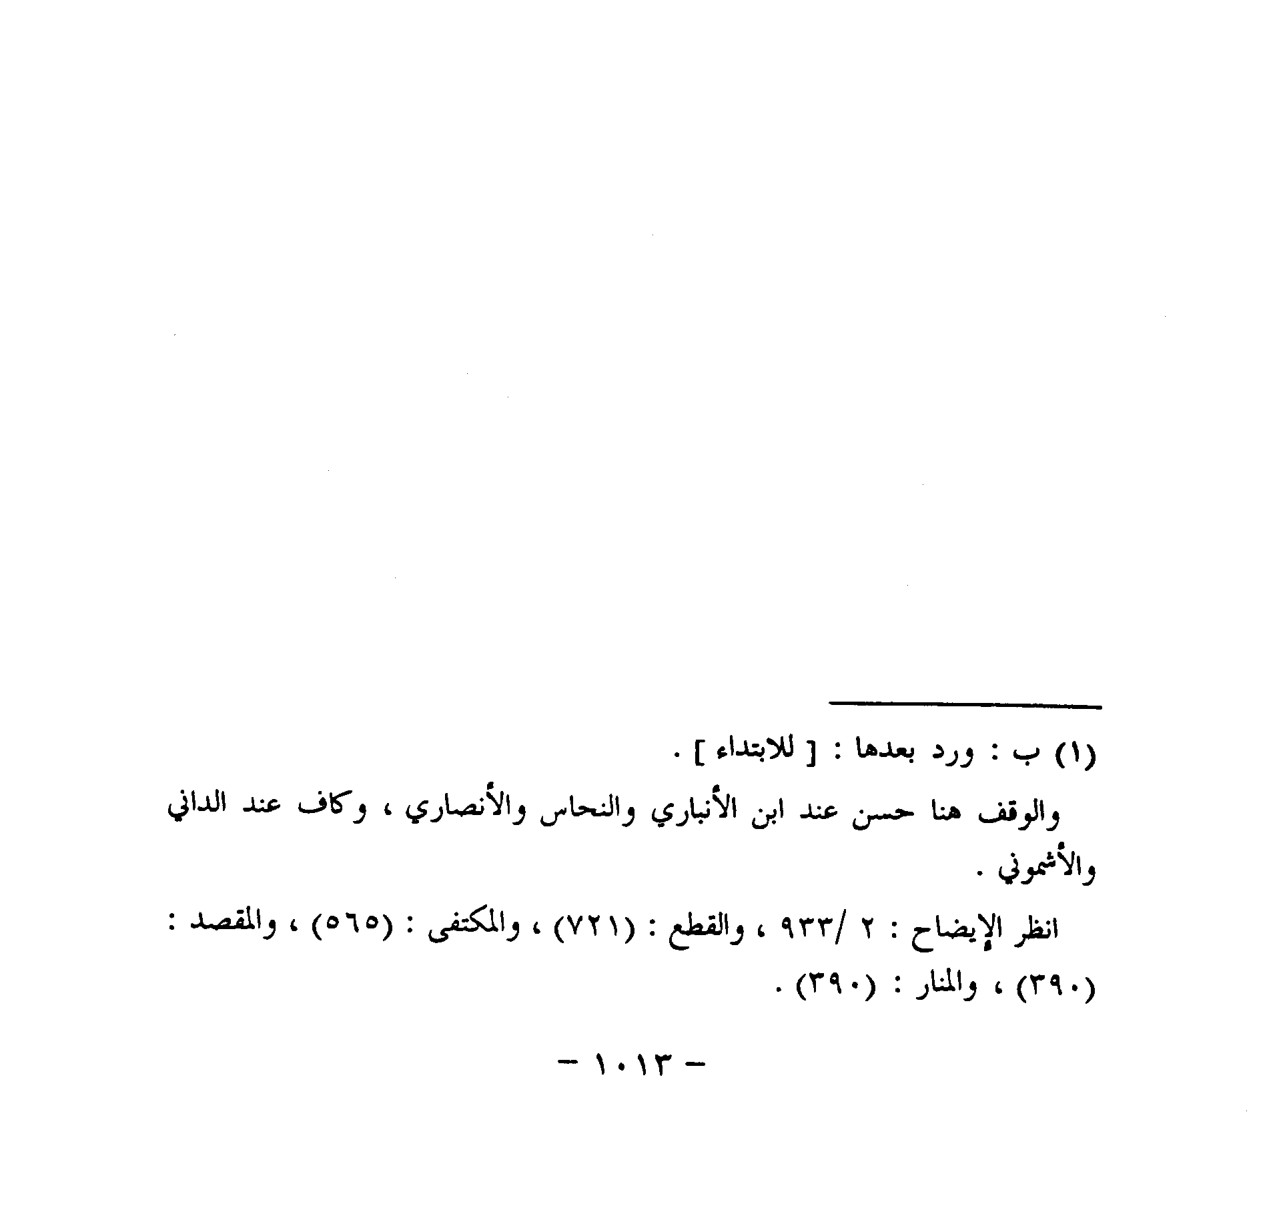 (١) ب : ورد بعدها : [ للابتداء ] .
والوقف هنا حسن عند ابن الأنباري والنحاس والأنصاري ، وكاف عند الداني
والأشموني .
انظر الإيضاح : ٢ /٩٣٣ ، والقطع : (٧٢١) ، والمكتفى : (٥٦٥) ، والمقصد :
(٣٩٠) ، والمنار : (٣٩٠) .
- ١٠١٣ -